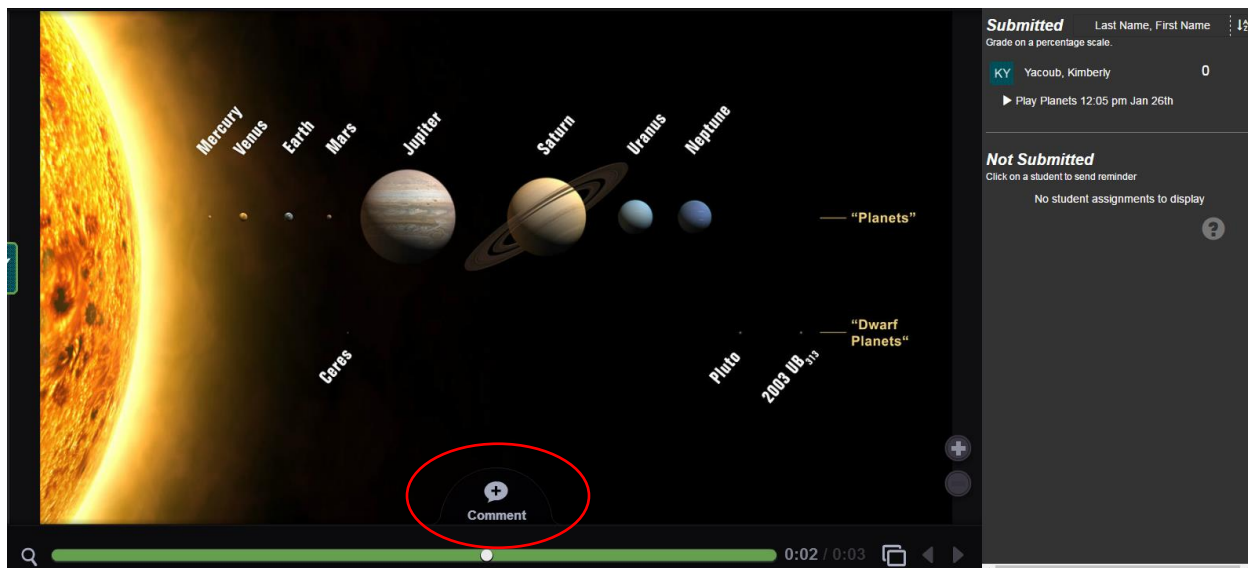 Submitted
Last Name, First Name
Grade on a percentage scale.
KY Yacoub, Kimberly 0
Play Planets 12:05 pm Jan 26th
Not Submitted
Click on a student to send reminder
No student assignments to display
?
Mercury
Venus
Earth
Mars
Jupiter
Saturn
Uranus
Neptune
“Planets”
Ceres
Pluto
2003 UB313
“Dwarf
Planets“
Comment
0:02 / 0:03